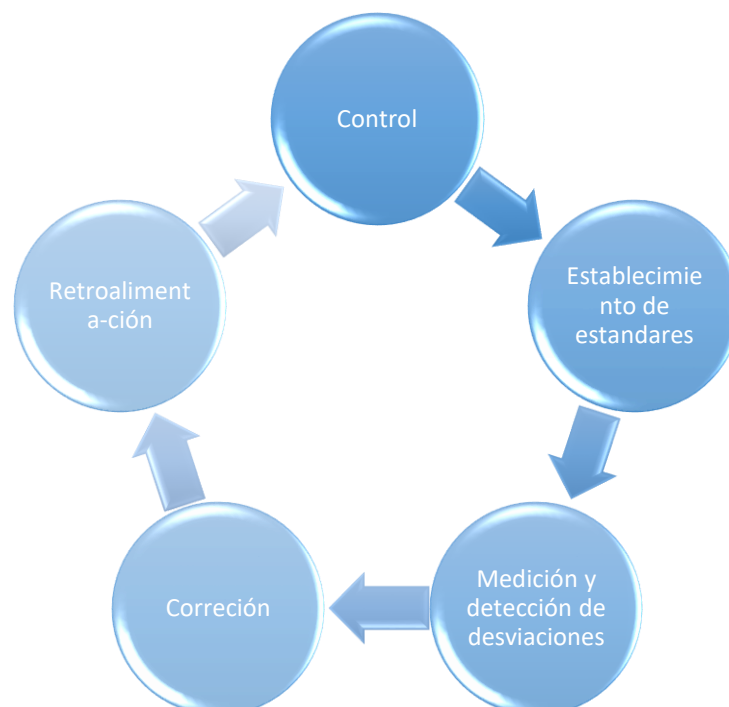 Control
Establecimie
nto de
estandares
Medición y
detección de
desviaciones
Correción
Retroaliment
a-ción